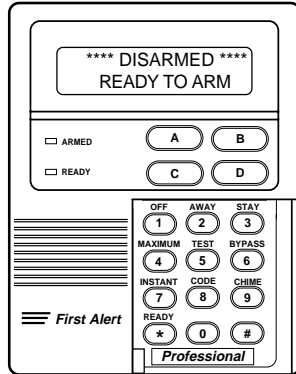 **** DISARMED ****
READY TO ARM
ARMED
A
B
READY
C
D
OFF AWAY STAY
1 2 3
MAXIMUM TEST BYPASS
4 5 6
INSTANT CODE CHIME
7 8 9
READY
* 0 #
First Alert
Professional